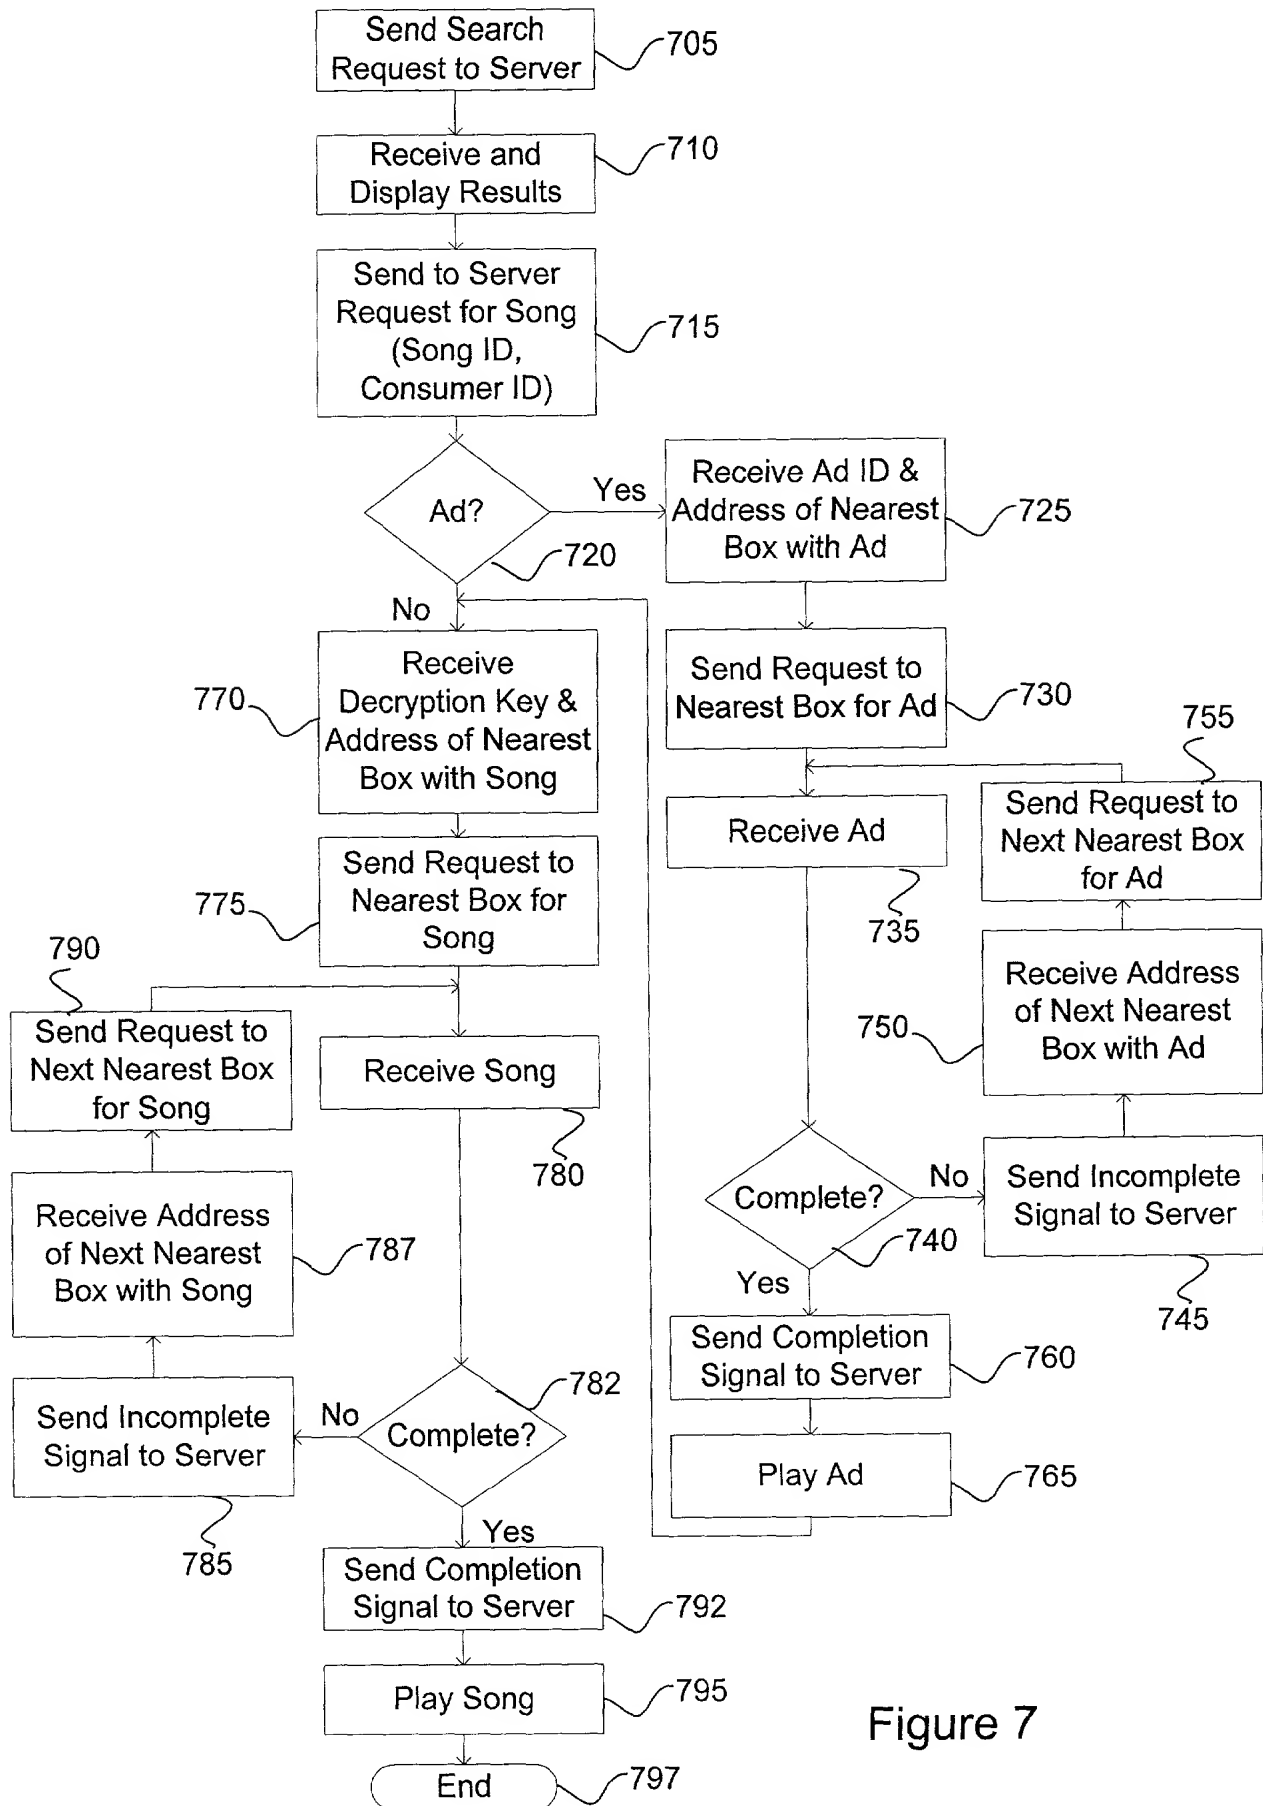 Send Search
Request to Server
705
Receive and
Display Results
710
Send to Server
Request for Song
(Song ID,
Consumer ID)
715
Ad?
720
Yes
No
Receive Ad ID &
Address of Nearest
Box with Ad
725
Send Request to
Nearest Box for Ad
730
Receive
Decryption Key &
Address of Nearest
Box with Song
770
755
Send Request to
Next Nearest Box
for Ad
Receive Ad
735
Send Request to
Nearest Box for
Song
775
790
Send Request to
Next Nearest Box
for Song
Receive Address
of Next Nearest
Box with Ad
750
Receive Song
780
Complete?
740
No
Yes
Send Incomplete
Signal to Server
745
Receive Address
of Next Nearest
Box with Song
787
Send Completion
Signal to Server
760
Send Incomplete
Signal to Server
785
No
Complete?
782
Yes
Play Ad
765
Send Completion
Signal to Server
792
Play Song
795
End
797
Figure 7